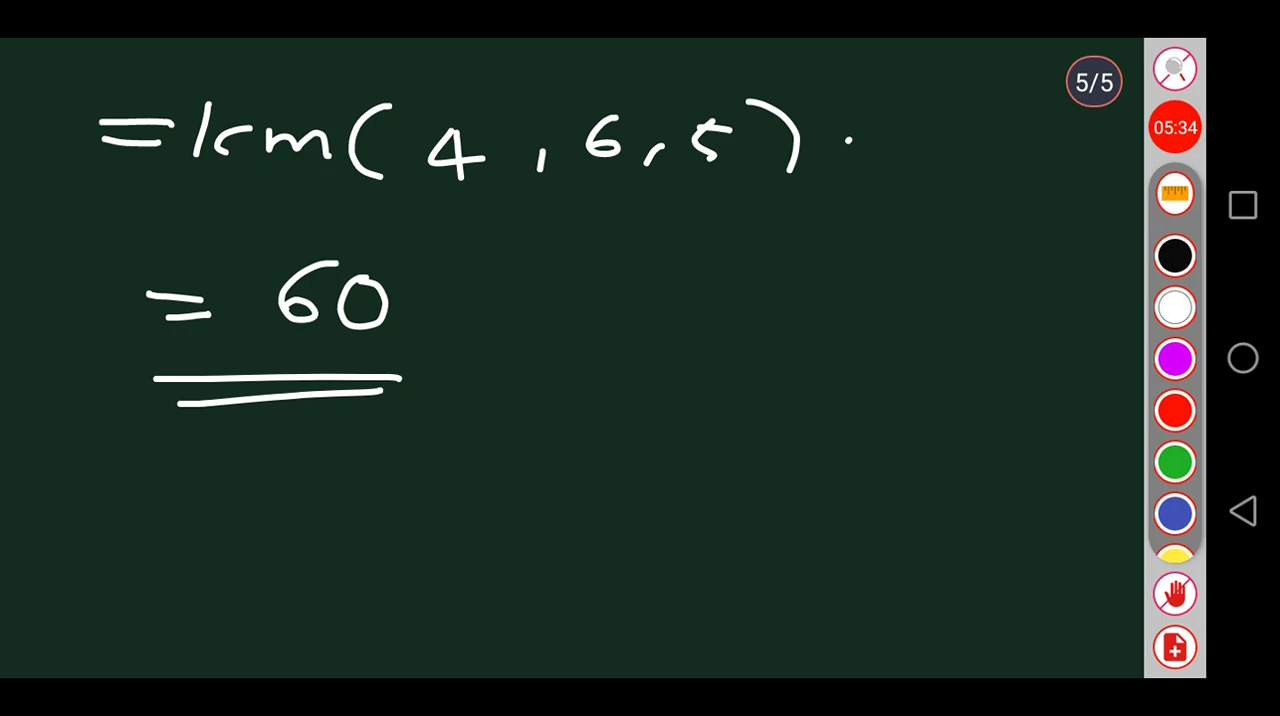 5/5
= lcm( 4 , 6 , 5 ) .
05:34
= 60